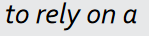 to rely on a